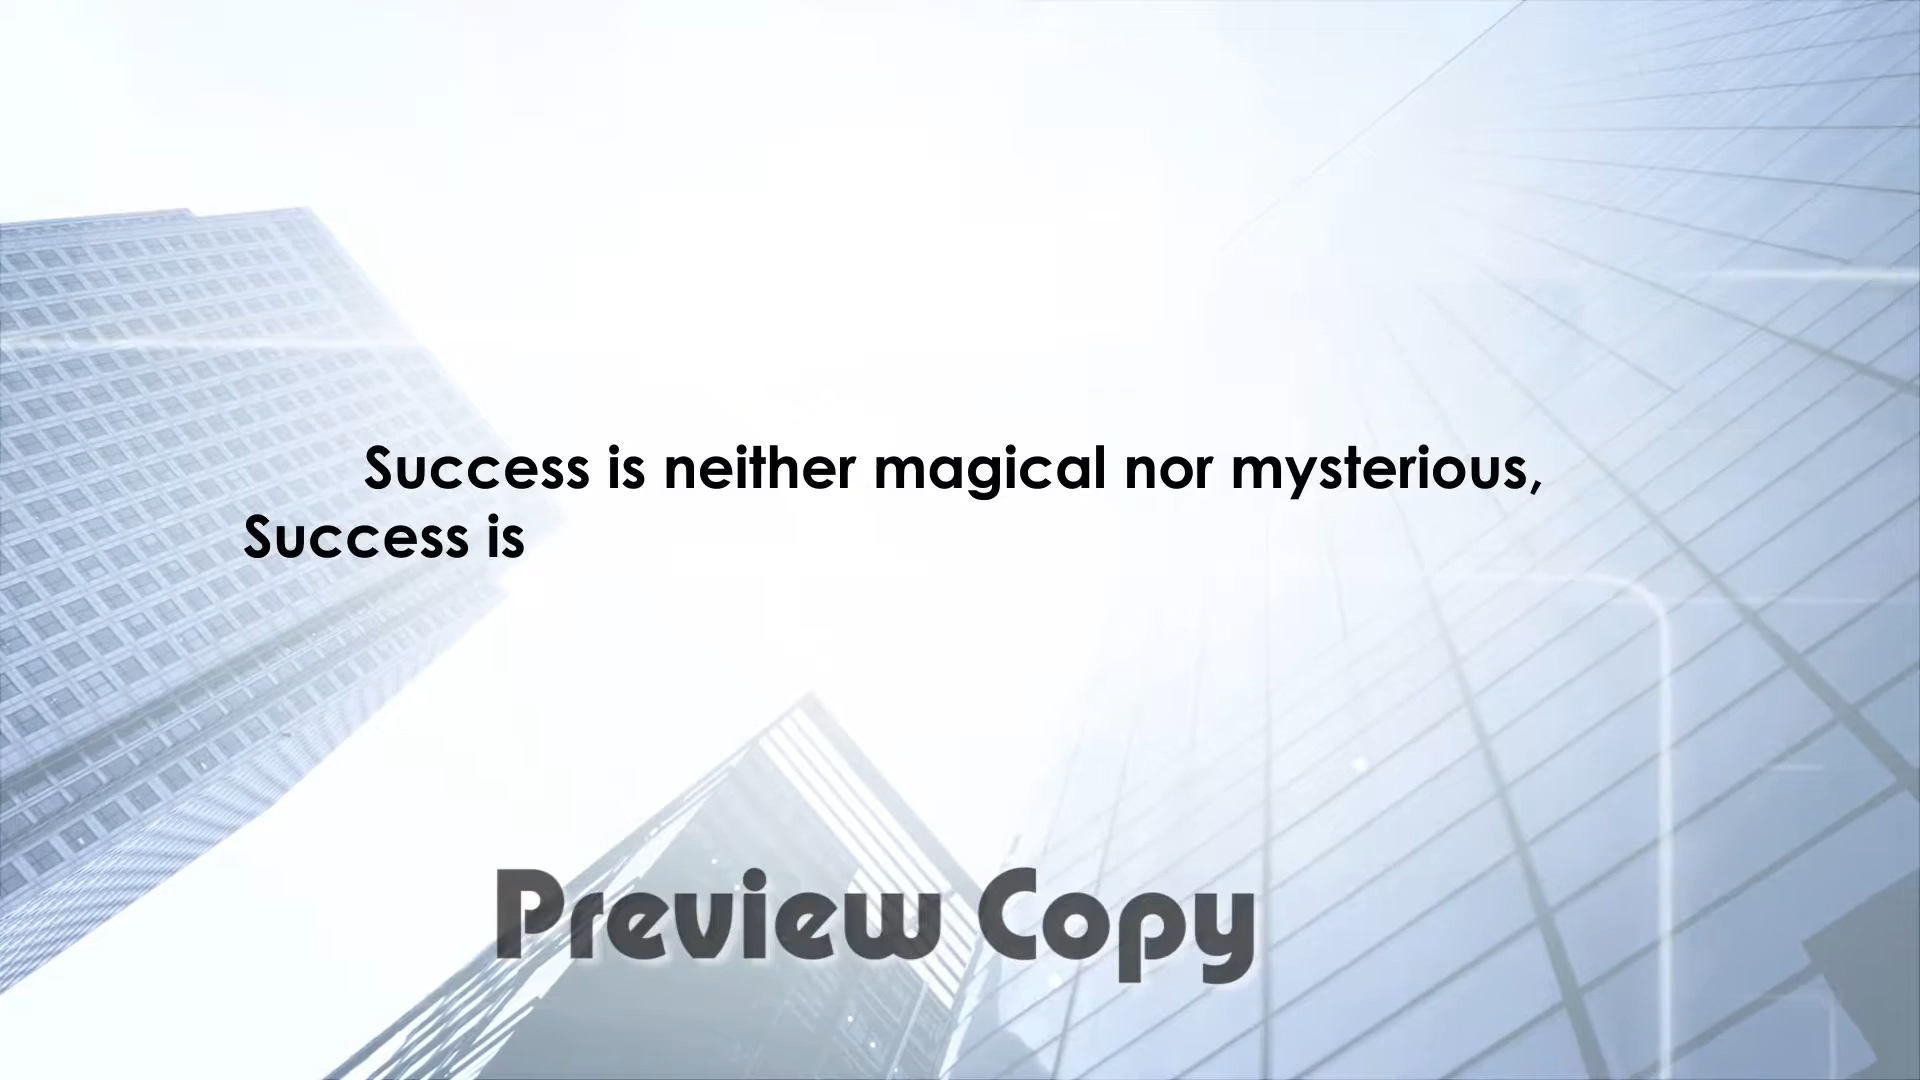 Success is neither magical nor mysterious,
Success is
Preview Copy